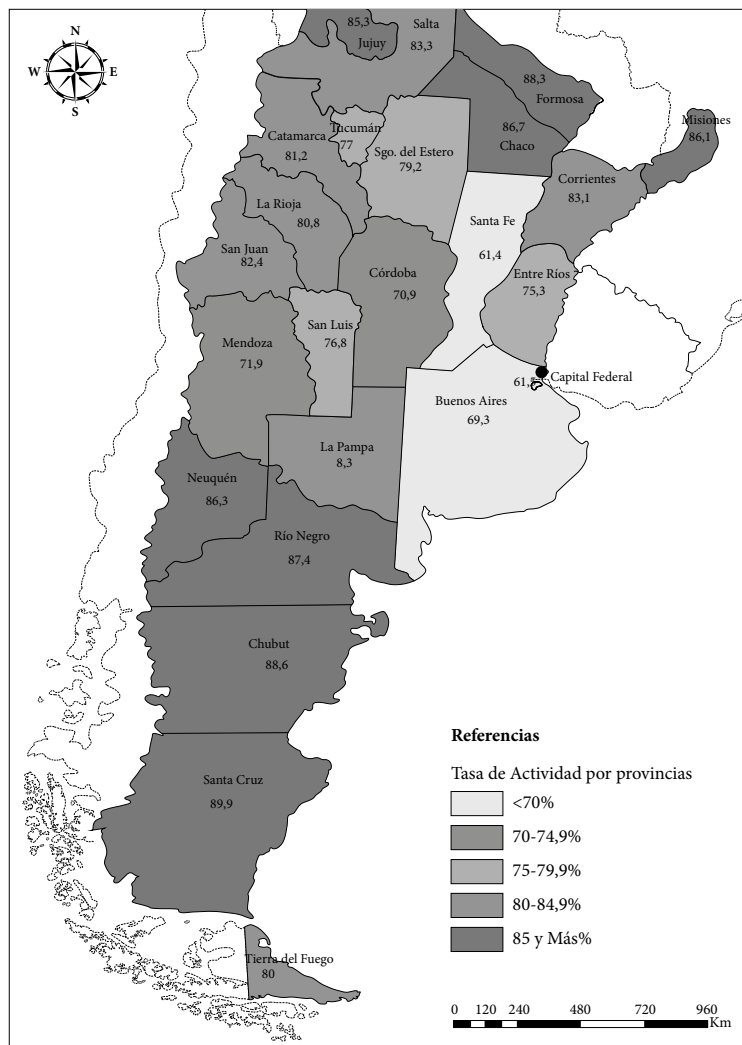 N
W E
S
85,3
Jujuy
Salta
83,3
88,3
Formosa
86,7
Chaco
Misiones
86,1
Catamarca
81,2
Tucumán
77
Sgo. del Estero
79,2
Corrientes
83,1
La Rioja
80,8
Santa Fe
61,4
San Juan
82,4
Córdoba
70,9
Entre Ríos
75,3
San Luis
76,8
Mendoza
71,9
Capital Federal
Buenos Aires
69,3
La Pampa
8,3
Neuquén
86,3
Río Negro
87,4
Chubut
88,6
Santa Cruz
89,9
Tierra del Fuego
80
Referencias
Tasa de Actividad por provincias
<70%
70-74,9%
75-79,9%
80-84,9%
85 y Más%
0 120 240 480 720 960
Km